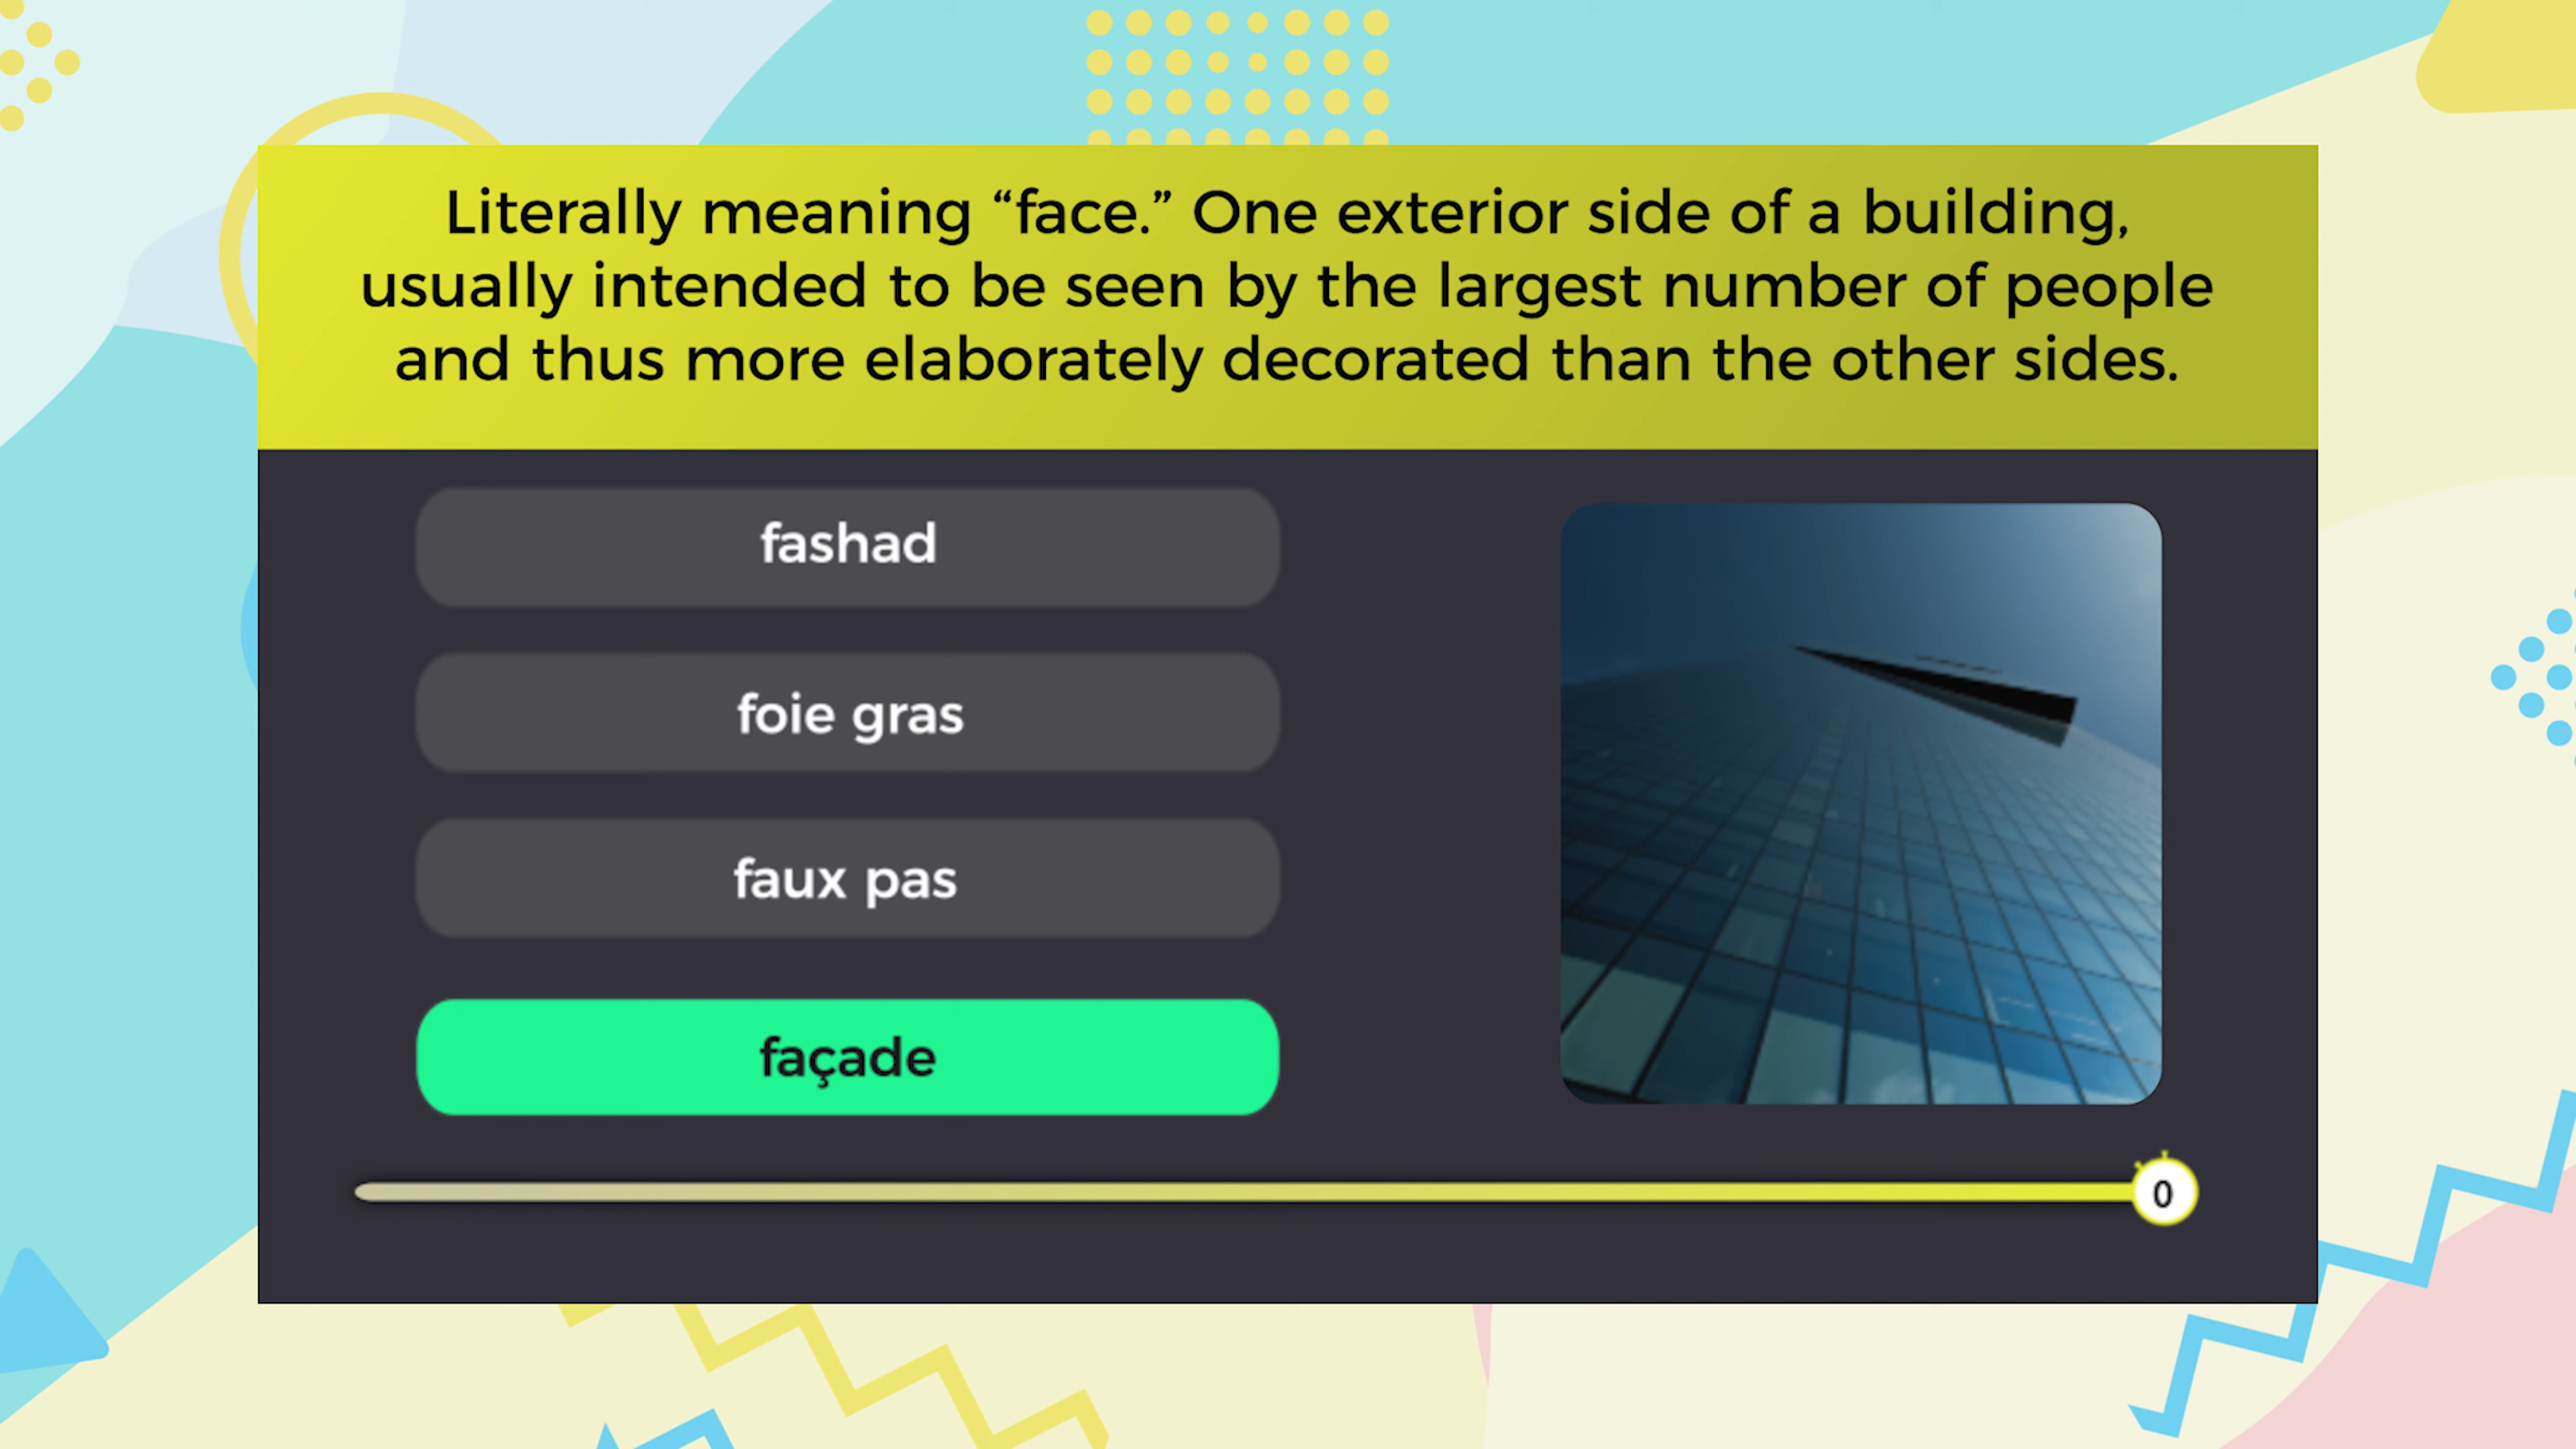 Literally meaning “face.” One exterior side of a building,
usually intended to be seen by the largest number of people
and thus more elaborately decorated than the other sides.
fashad
foie gras
faux pas
façade
0